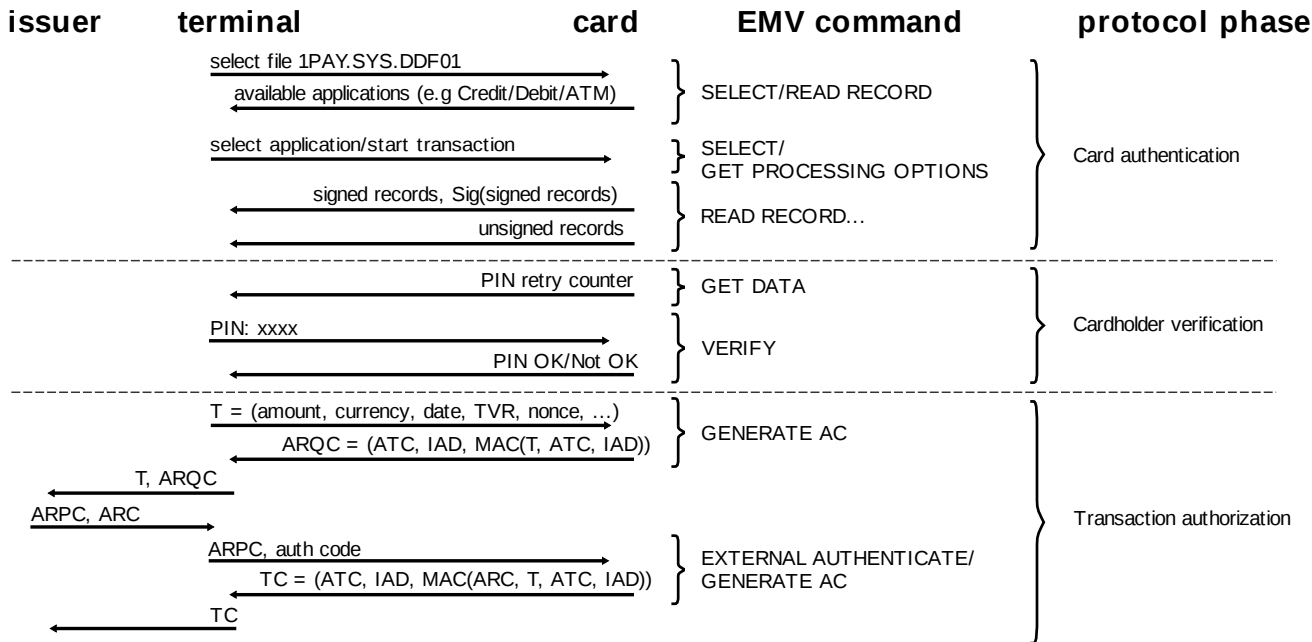 issuer terminal card EMV command protocol phase
select file 1PAY.SYS.DDF01
available applications (e.g Credit/Debit/ATM)
SELECT/READ RECORD
select application/start transaction
SELECT/
GET PROCESSING OPTIONS
signed records, Sig(signed records)
unsigned records
READ RECORD...
Card authentication
PIN retry counter
GET DATA
PIN: xxxx
PIN OK/Not OK
VERIFY
Cardholder verification
T = (amount, currency, date, TVR, nonce, ...)
ARQC = (ATC, IAD, MAC(T, ATC, IAD))
GENERATE AC
T, ARQC
ARPC, ARC
Transaction authorization
ARPC, auth code
TC = (ATC, IAD, MAC(ARC, T, ATC, IAD))
EXTERNAL AUTHENTICATE/
GENERATE AC
TC